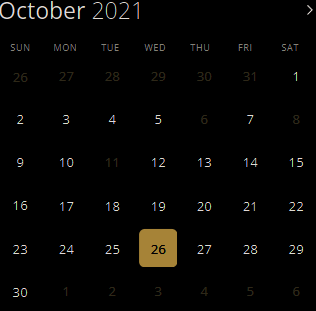 October 2021
SUN MON TUE WED THU FRI SAT
26 27 28 29 30 31 1
2 3 4 5 6 7 8
9 10 11 12 13 14 15
16 17 18 19 20 21 22
23 24 25 26 27 28 29
30 1 2 3 4 5 6